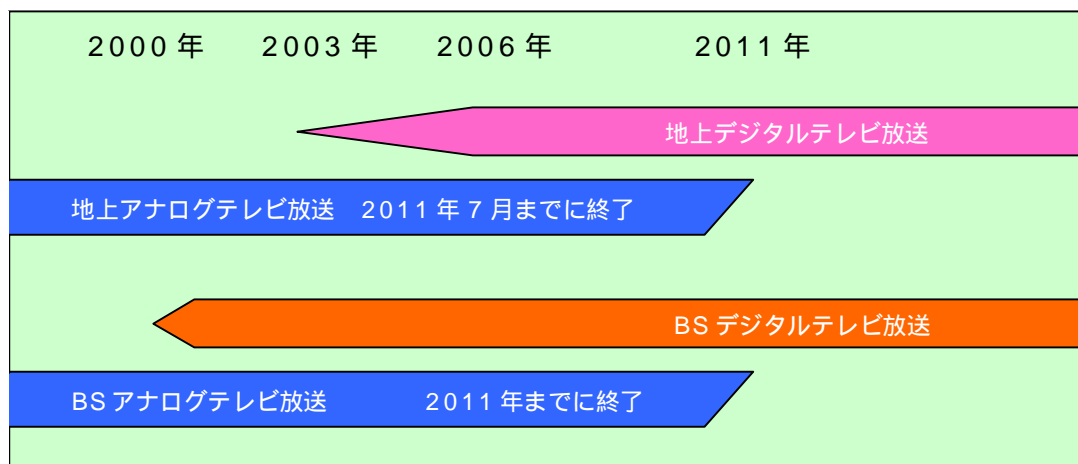 2000年 2003年 2006年 2011年
地上デジタルテレビ放送
地上アナログテレビ放送 2011年7月までに終了
BSデジタルテレビ放送
BSアナログテレビ放送 2011年までに終了